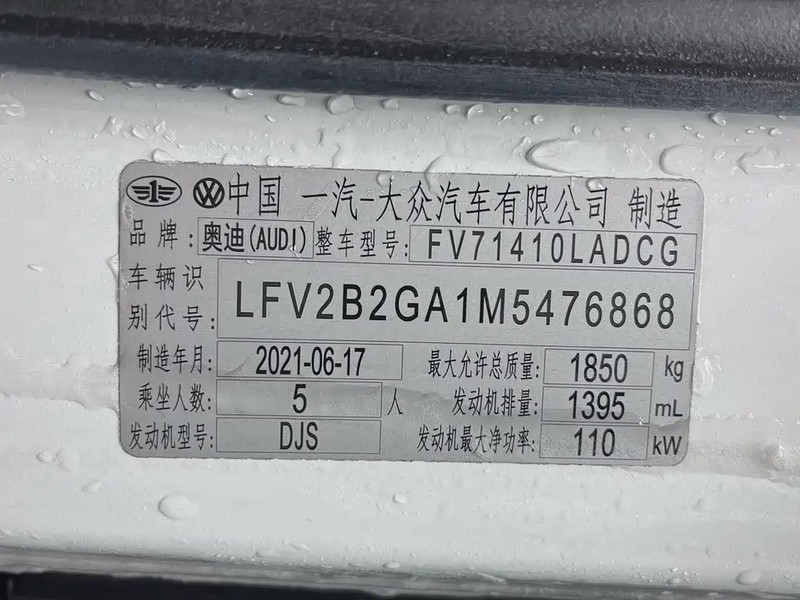 中国 一汽-大众汽车有限公司 制造
品牌: 奥迪(AUDI) 整车型号: FV71410LADCG
车辆识
别代号: LFV2B2GA1M5476868
制造年月: 2021-06-17 最大允许总质量: 1850 kg
乘坐人数: 5 人 发动机排量: 1395 mL
发动机型号: DJS 发动机最大净功率: 110 kW